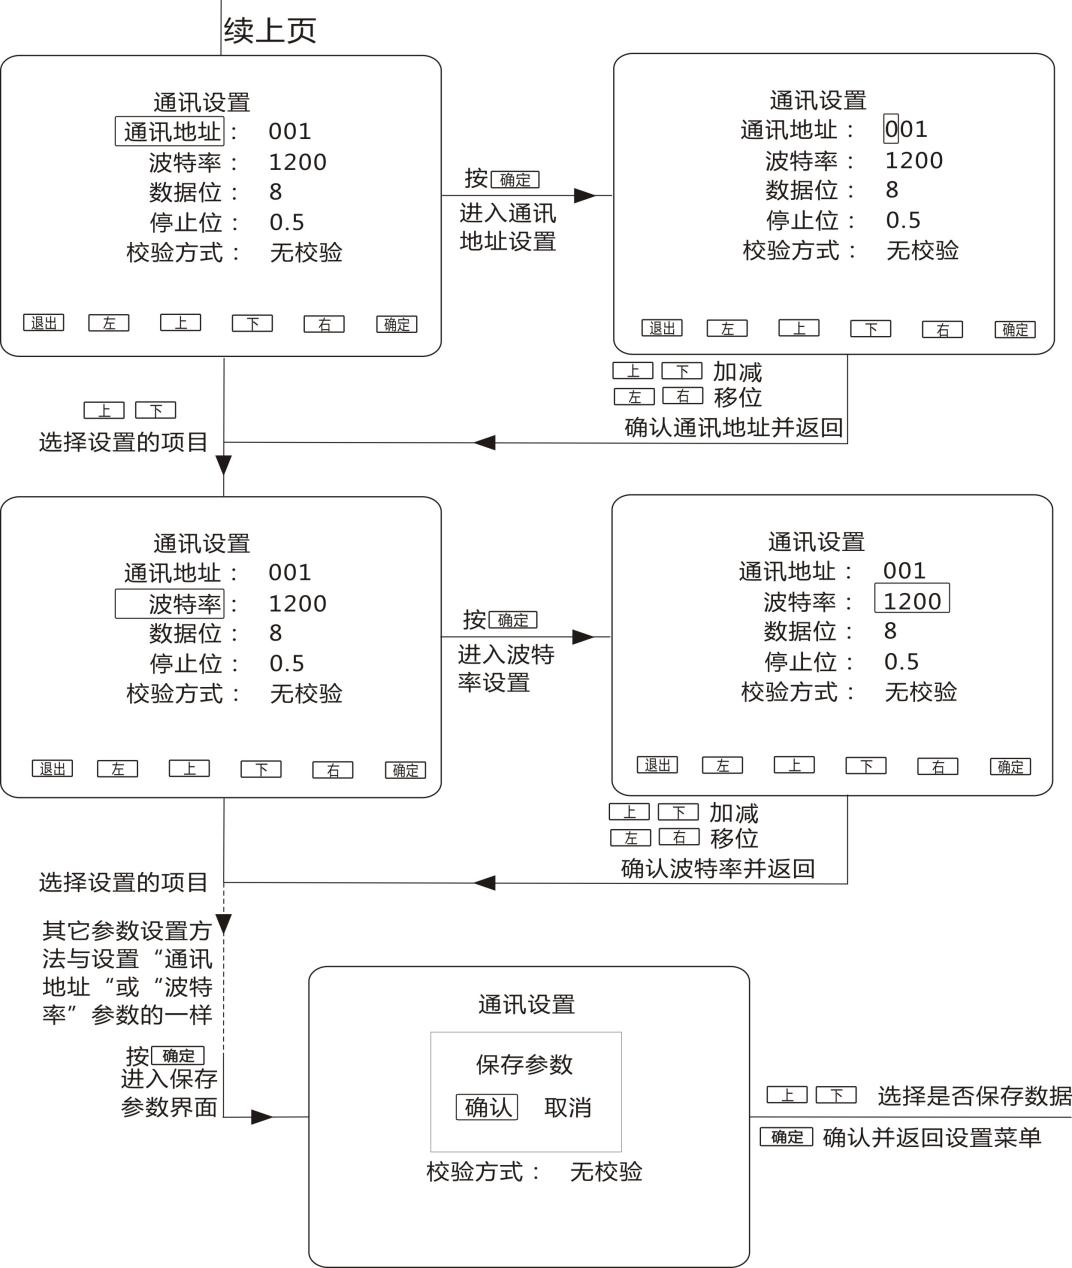 续上页
通讯设置
通讯地址： 001
波特率： 1200
数据位： 8
停止位： 0.5
校验方式： 无校验
退出 左 上 下 右 确定
按 确定
进入通讯
地址设置
通讯设置
通讯地址： 001
波特率： 1200
数据位： 8
停止位： 0.5
校验方式： 无校验
退出 左 上 下 右 确定
上 下 加减
左 右 移位
确认通讯地址并返回
上 下
选择设置的项目
通讯设置
通讯地址： 001
波特率： 1200
数据位： 8
停止位： 0.5
校验方式： 无校验
退出 左 上 下 右 确定
按 确定
进入波特
率设置
通讯设置
通讯地址： 001
波特率： 1200
数据位： 8
停止位： 0.5
校验方式： 无校验
退出 左 上 下 右 确定
上 下 加减
左 右 移位
确认波特率并返回
选择设置的项目
其它参数设置方
法与设置“通讯
地址“或“波特
率”参数的一样
按 确定
进入保存
参数界面
通讯设置
保存参数
确认 取消
校验方式： 无校验
上 下 选择是否保存数据
确定 确认并返回设置菜单